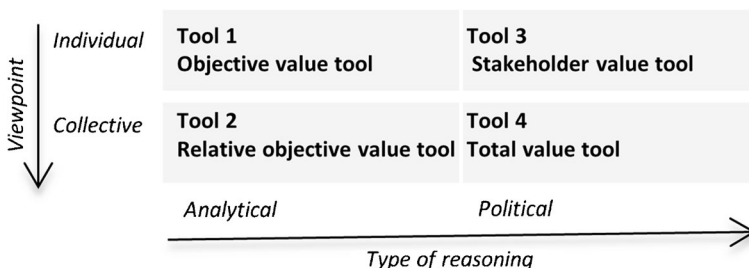 Viewpoint
Individual
Tool 1
Objective value tool
Tool 3
Stakeholder value tool
Collective
Tool 2
Relative objective value tool
Tool 4
Total value tool
Analytical
Political
Type of reasoning